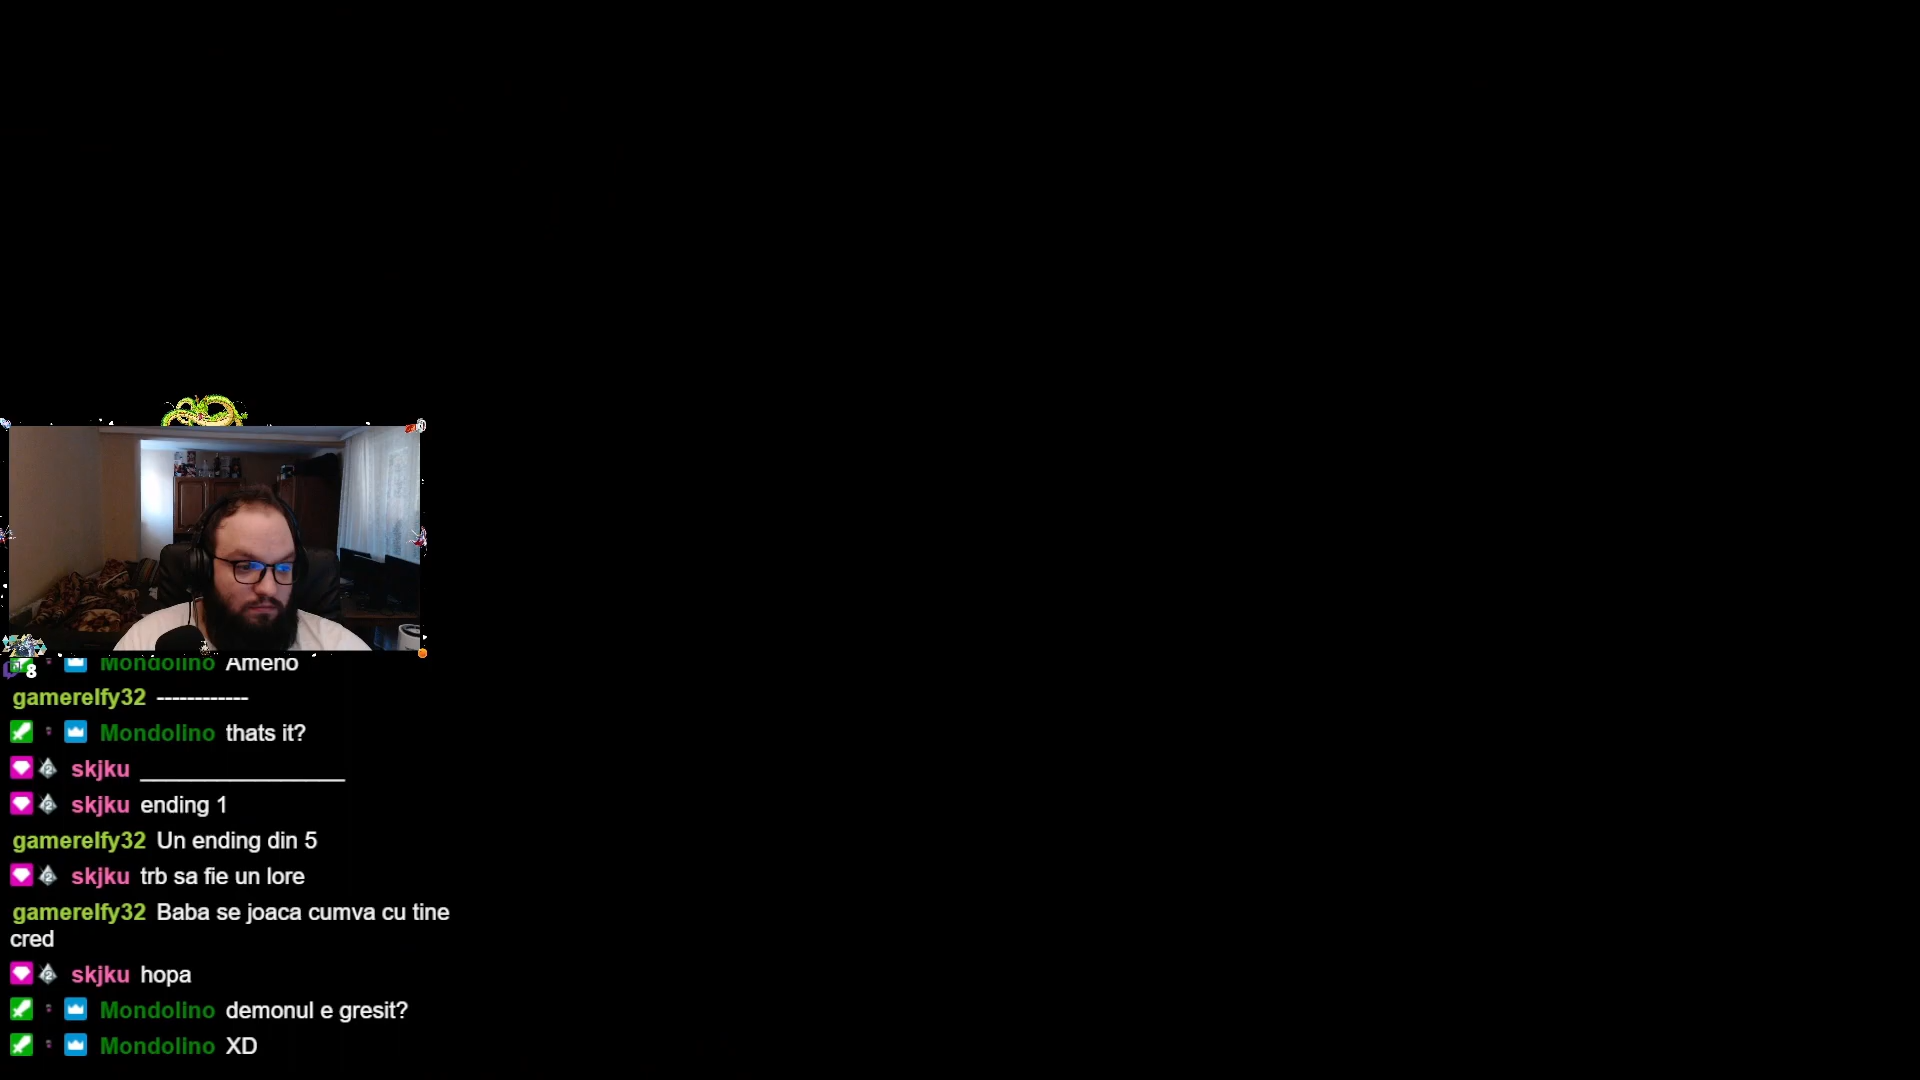 Mondolino Ameno
8
gamerelfy32 ------------
Mondolino thats it?
skjku ________________
skjku ending 1
gamerelfy32 Un ending din 5
skjku trb sa fie un lore
gamerelfy32 Baba se joaca cumva cu tine
cred
skjku hopa
Mondolino demonul e gresit?
Mondolino XD